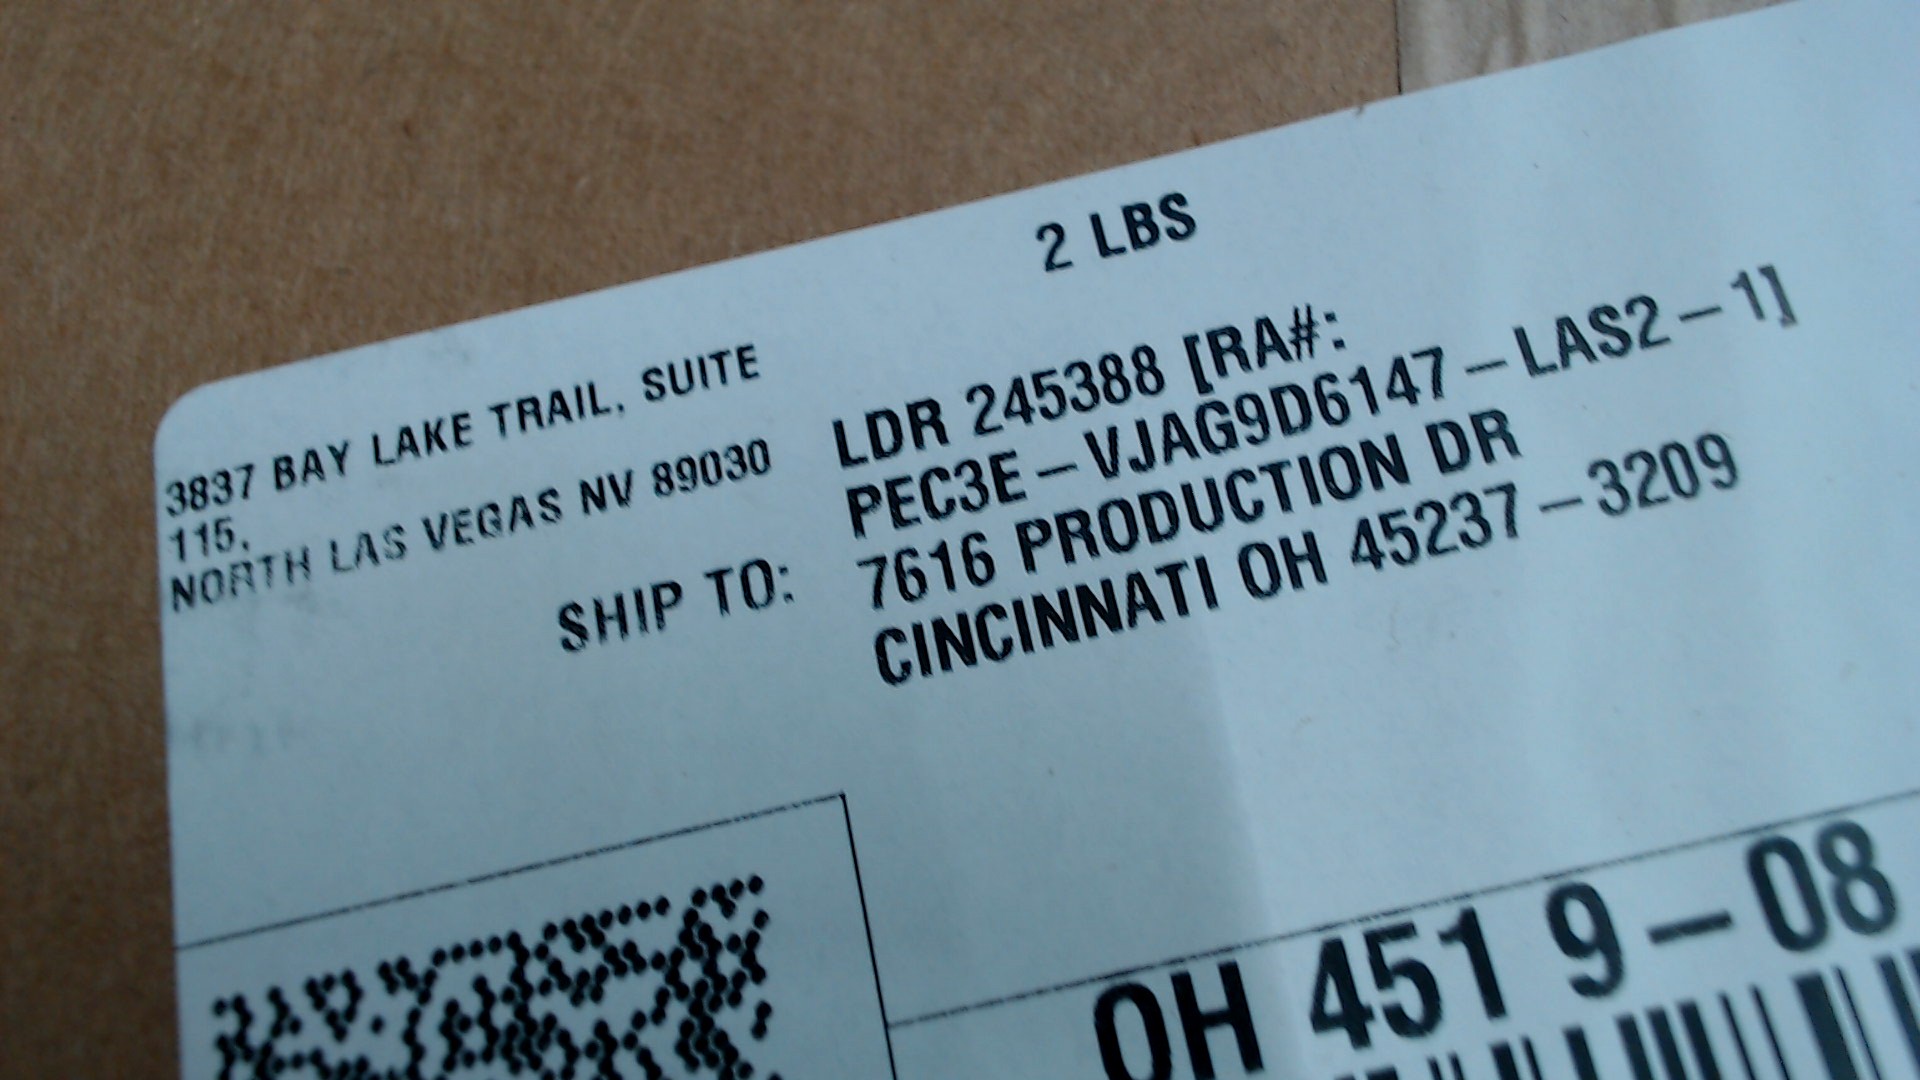 2 LBS
3837 BAY LAKE TRAIL, SUITE
115,
NORTH LAS VEGAS NV 89030
SHIP TO:
LDR 245388 [RA#:
PEC3E-VJAG9D6147-LAS2-1]
7616 PRODUCTION DR
CINCINNATI OH 45237-3209
OH 451 9-08